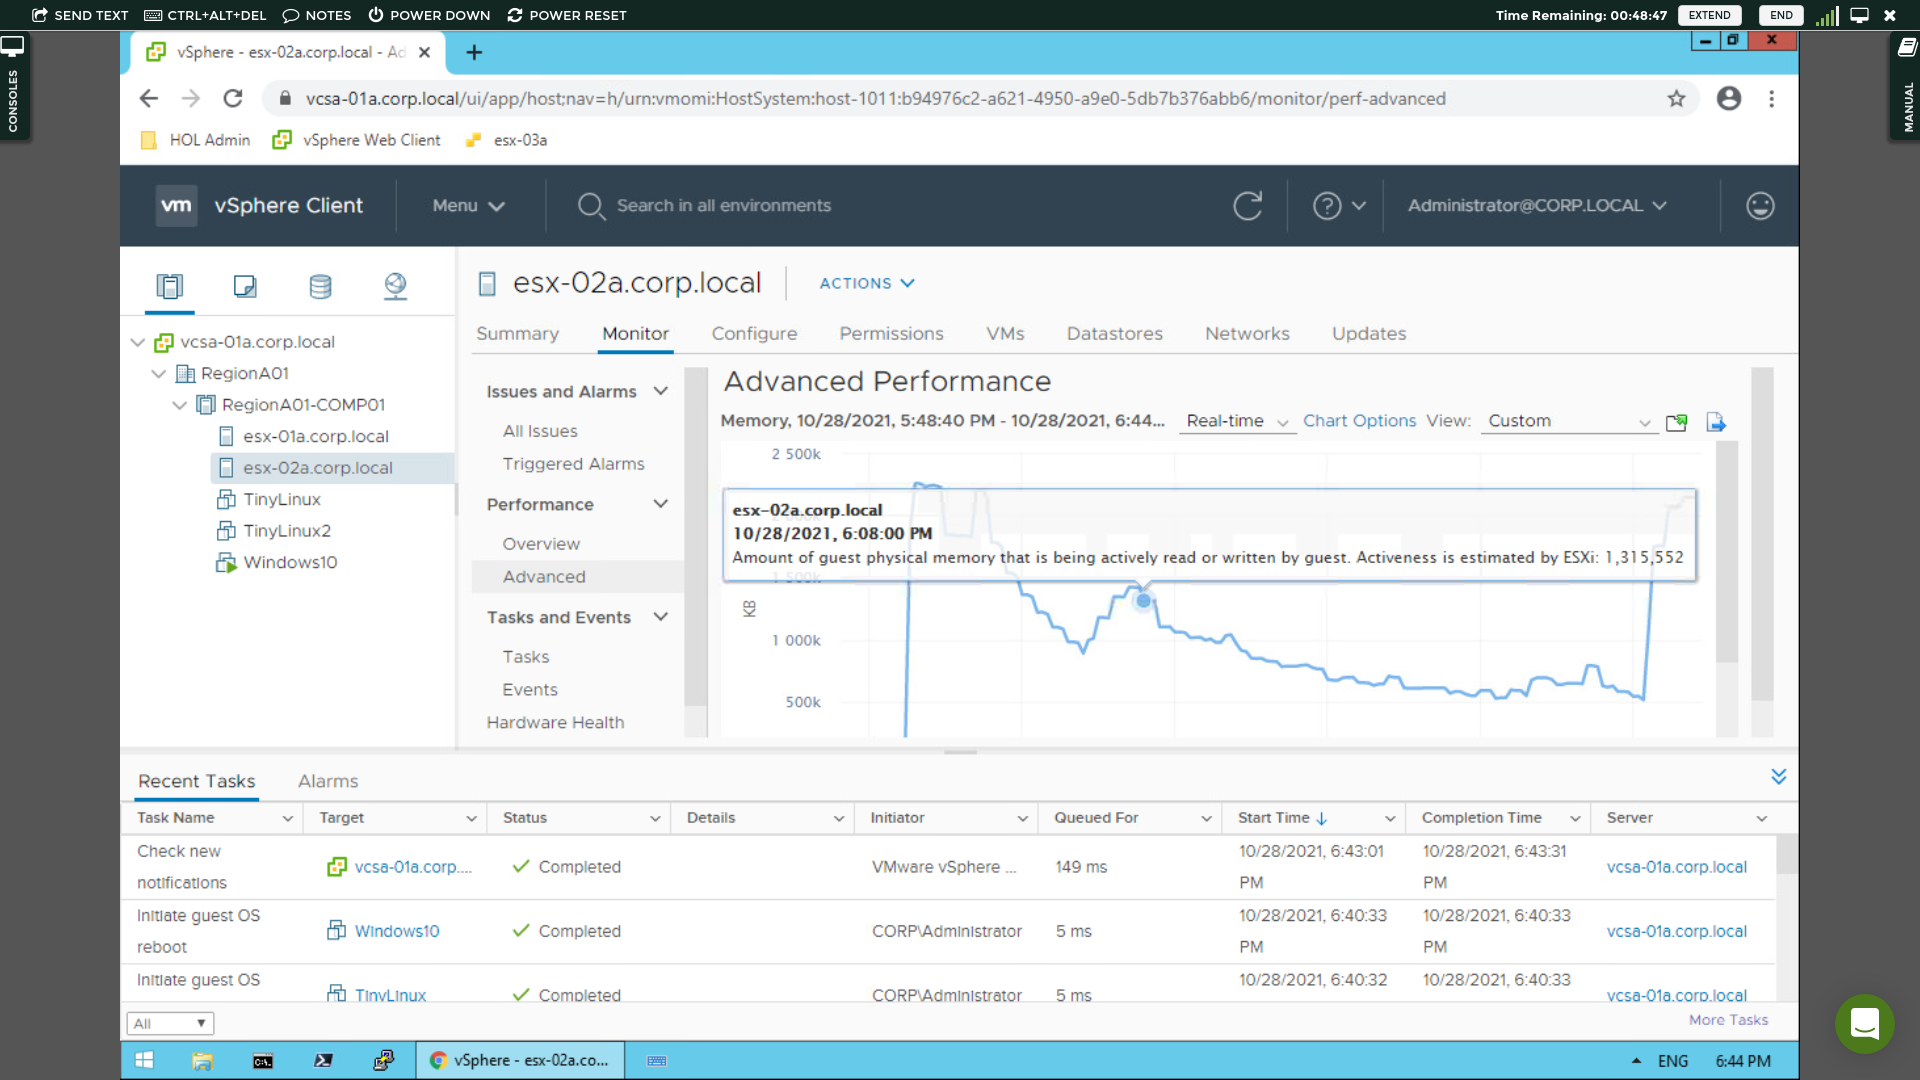 SEND TEXT CTRL+ALT+DEL NOTES POWER DOWN POWER RESET Time Remaining: 00:48:47 EXTEND END
CONSOLES
MANUAL
vSphere - esx-02a.corp.local - Ad
vcsa-01a.corp.local/ui/app/host;nav=h/urn:vmomi:HostSystem:host-1011:b94976c2-a621-4950-a9e0-5db7b376abb6/monitor/perf-advanced
HOL Admin vSphere Web Client esx-03a
vm vSphere Client Menu Search in all environments Administrator@CORP.LOCAL
vcsa-01a.corp.local
RegionA01
RegionA01-COMP01
esx-01a.corp.local
esx-02a.corp.local
TinyLinux
TinyLinux2
Windows10
esx-02a.corp.local ACTIONS
Summary Monitor Configure Permissions VMs Datastores Networks Updates
Issues and Alarms
All Issues
Triggered Alarms
Performance
Overview
Advanced
Tasks and Events
Tasks
Events
Hardware Health
Advanced Performance
Memory, 10/28/2021, 5:48:40 PM - 10/28/2021, 6:44... Real-time Chart Options View: Custom
2 500k
esx-02a.corp.local
10/28/2021, 6:08:00 PM
Amount of guest physical memory that is being actively read or written by guest. Activeness is estimated by ESXi: 1,315,552
1 500k
KB
1 000k
500k
Recent Tasks Alarms
Task Name Target Status Details Initiator Queued For Start Time Completion Time Server
Check new notifications vcsa-01a.corp.... Completed VMware vSphere ... 149 ms 10/28/2021, 6:43:01 PM 10/28/2021, 6:43:31 PM vcsa-01a.corp.local
Initiate guest OS reboot Windows10 Completed CORP\Administrator 5 ms 10/28/2021, 6:40:33 PM 10/28/2021, 6:40:33 PM vcsa-01a.corp.local
Initiate guest OS TinyLinux Completed CORP\Administrator 5 ms 10/28/2021, 6:40:32 10/28/2021, 6:40:33 vcsa-01a.corp.local
All More Tasks
vSphere - esx-02a.co... ENG 6:44 PM